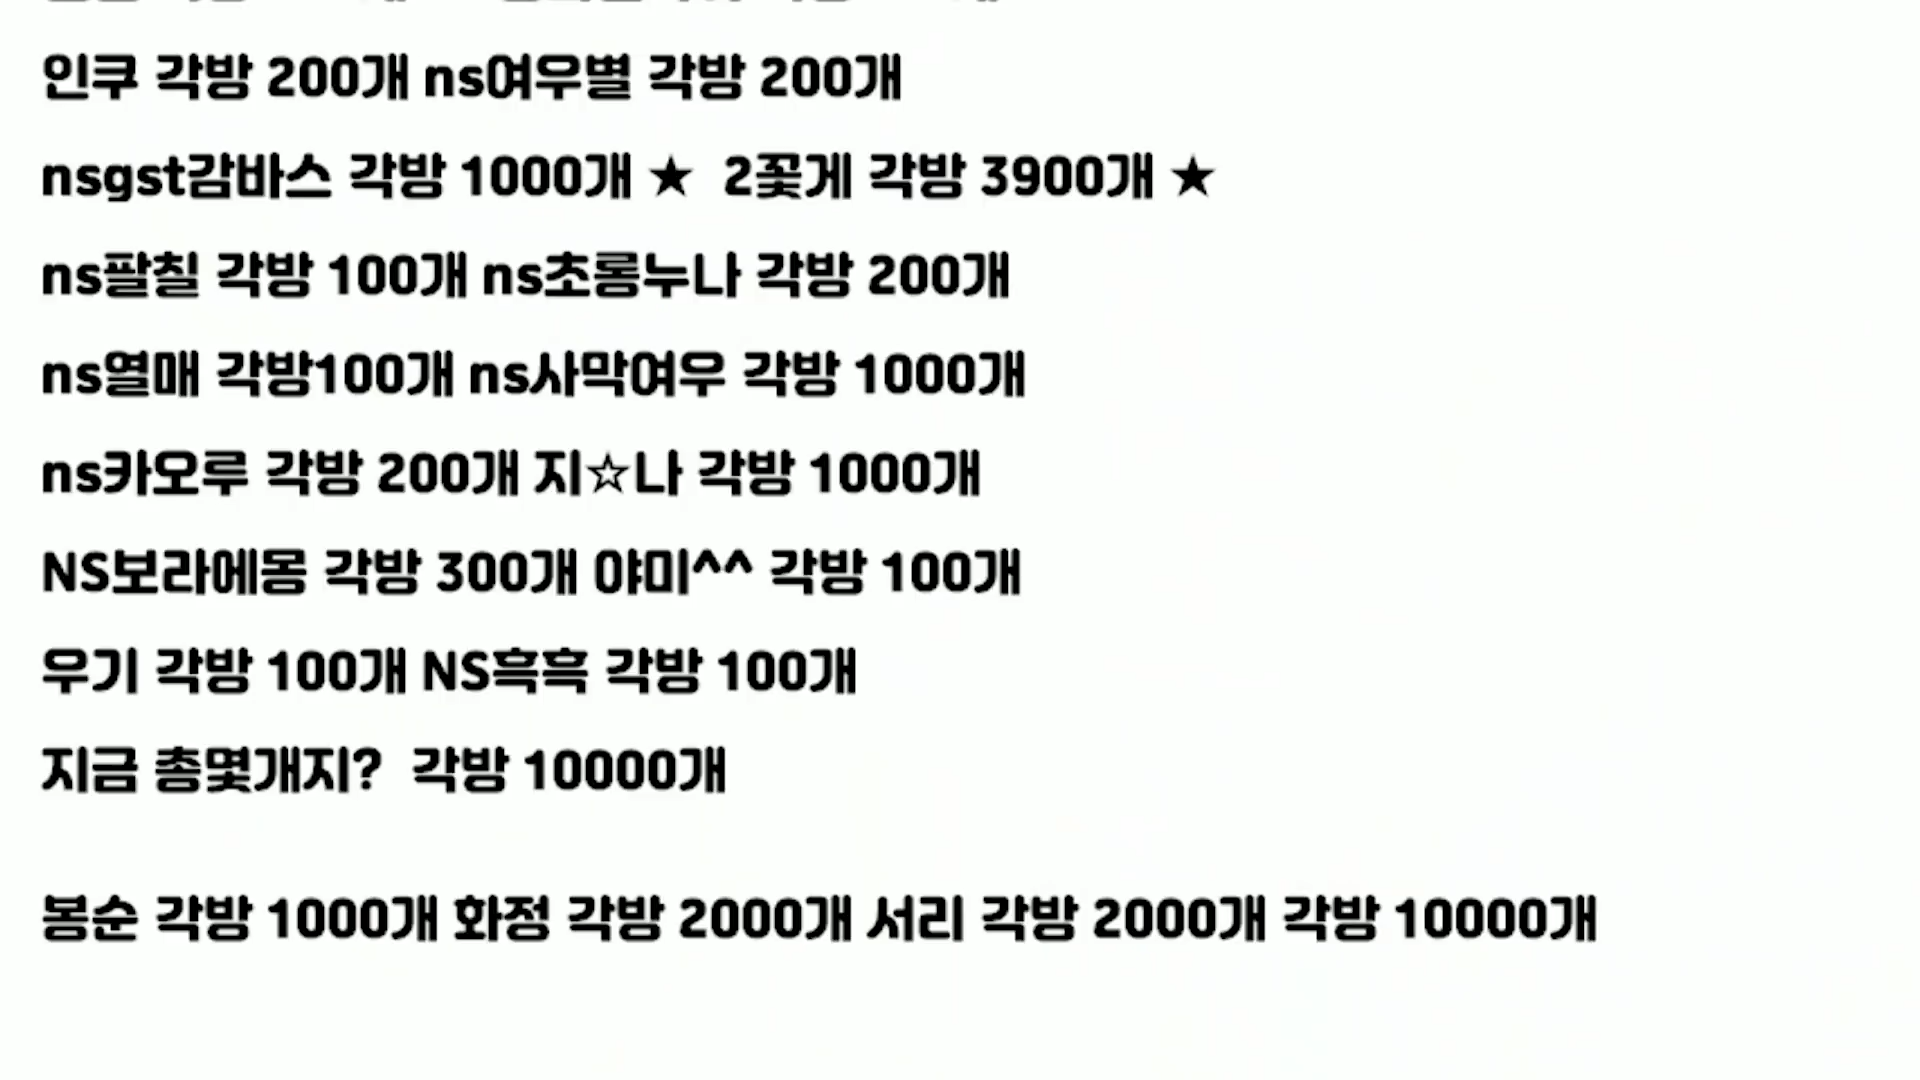 인쿠 각방 200개 ns여우별 각방 200개
nsgst감바스 각방 1000개 ★ 2꽃게 각방 3900개 ★
ns팔칠 각방 100개 ns초롱누나 각방 200개
ns열매 각방100개 ns사막여우 각방 1000개
ns카오루 각방 200개 지☆나 각방 1000개
NS보라에몽 각방 300개 야미^^ 각방 100개
우기 각방 100개 NS흑흑 각방 100개
지금 총몇개지? 각방 10000개
봉순 각방 1000개 화정 각방 2000개 서리 각방 2000개 각방 10000개